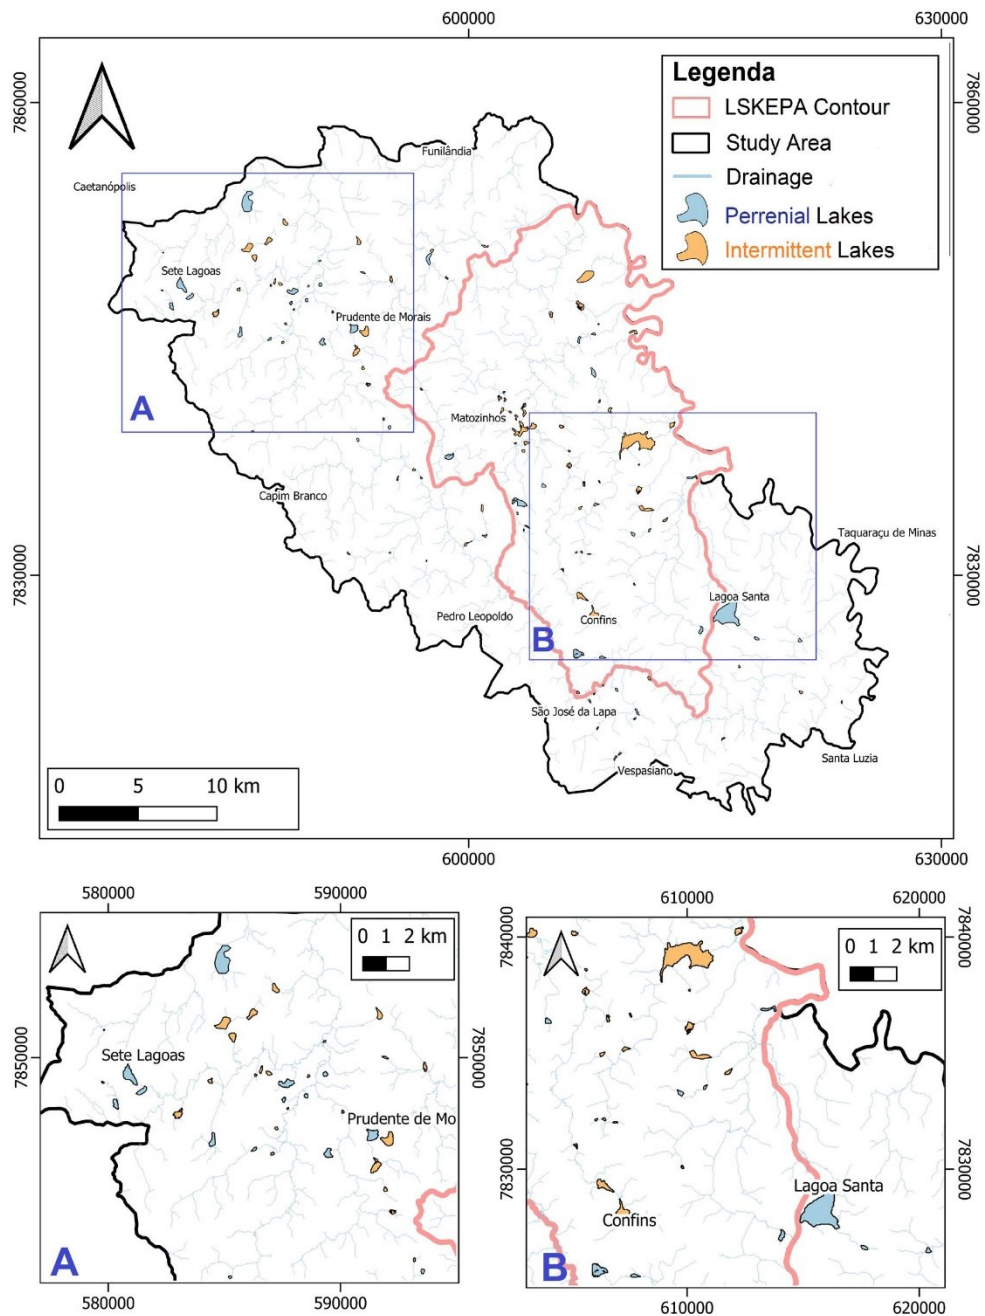 600000
630000
7860000
7860000
Legenda
LSKEPA Contour
Study Area
Drainage
Perrenial Lakes
Intermittent Lakes
Funilândia
Caetanópolis
Sete Lagoas
Prudente de Morais
A
Matozinhos
Capim Branco
Taquaraçu de Minas
7830000
7830000
Lagoa Santa
Pedro Leopoldo
Confins
B
São José da Lapa
Santa Luzia
Vespasiano
0 5 10 km
600000
630000
580000
590000
0 1 2 km
7850000
7850000
Sete Lagoas
Prudente de Mo
A
580000
590000
610000
620000
7840000
7840000
0 1 2 km
7830000
7830000
Lagoa Santa
Confins
B
610000
620000